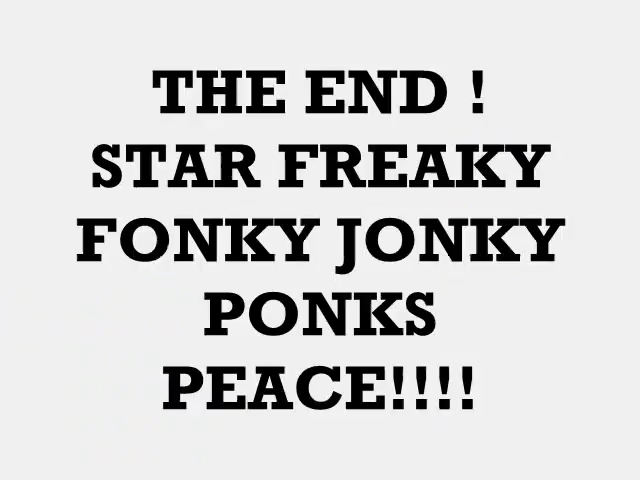 THE END !
STAR FREAKY
FONKY JONKY
PONKS
PEACE!!!!